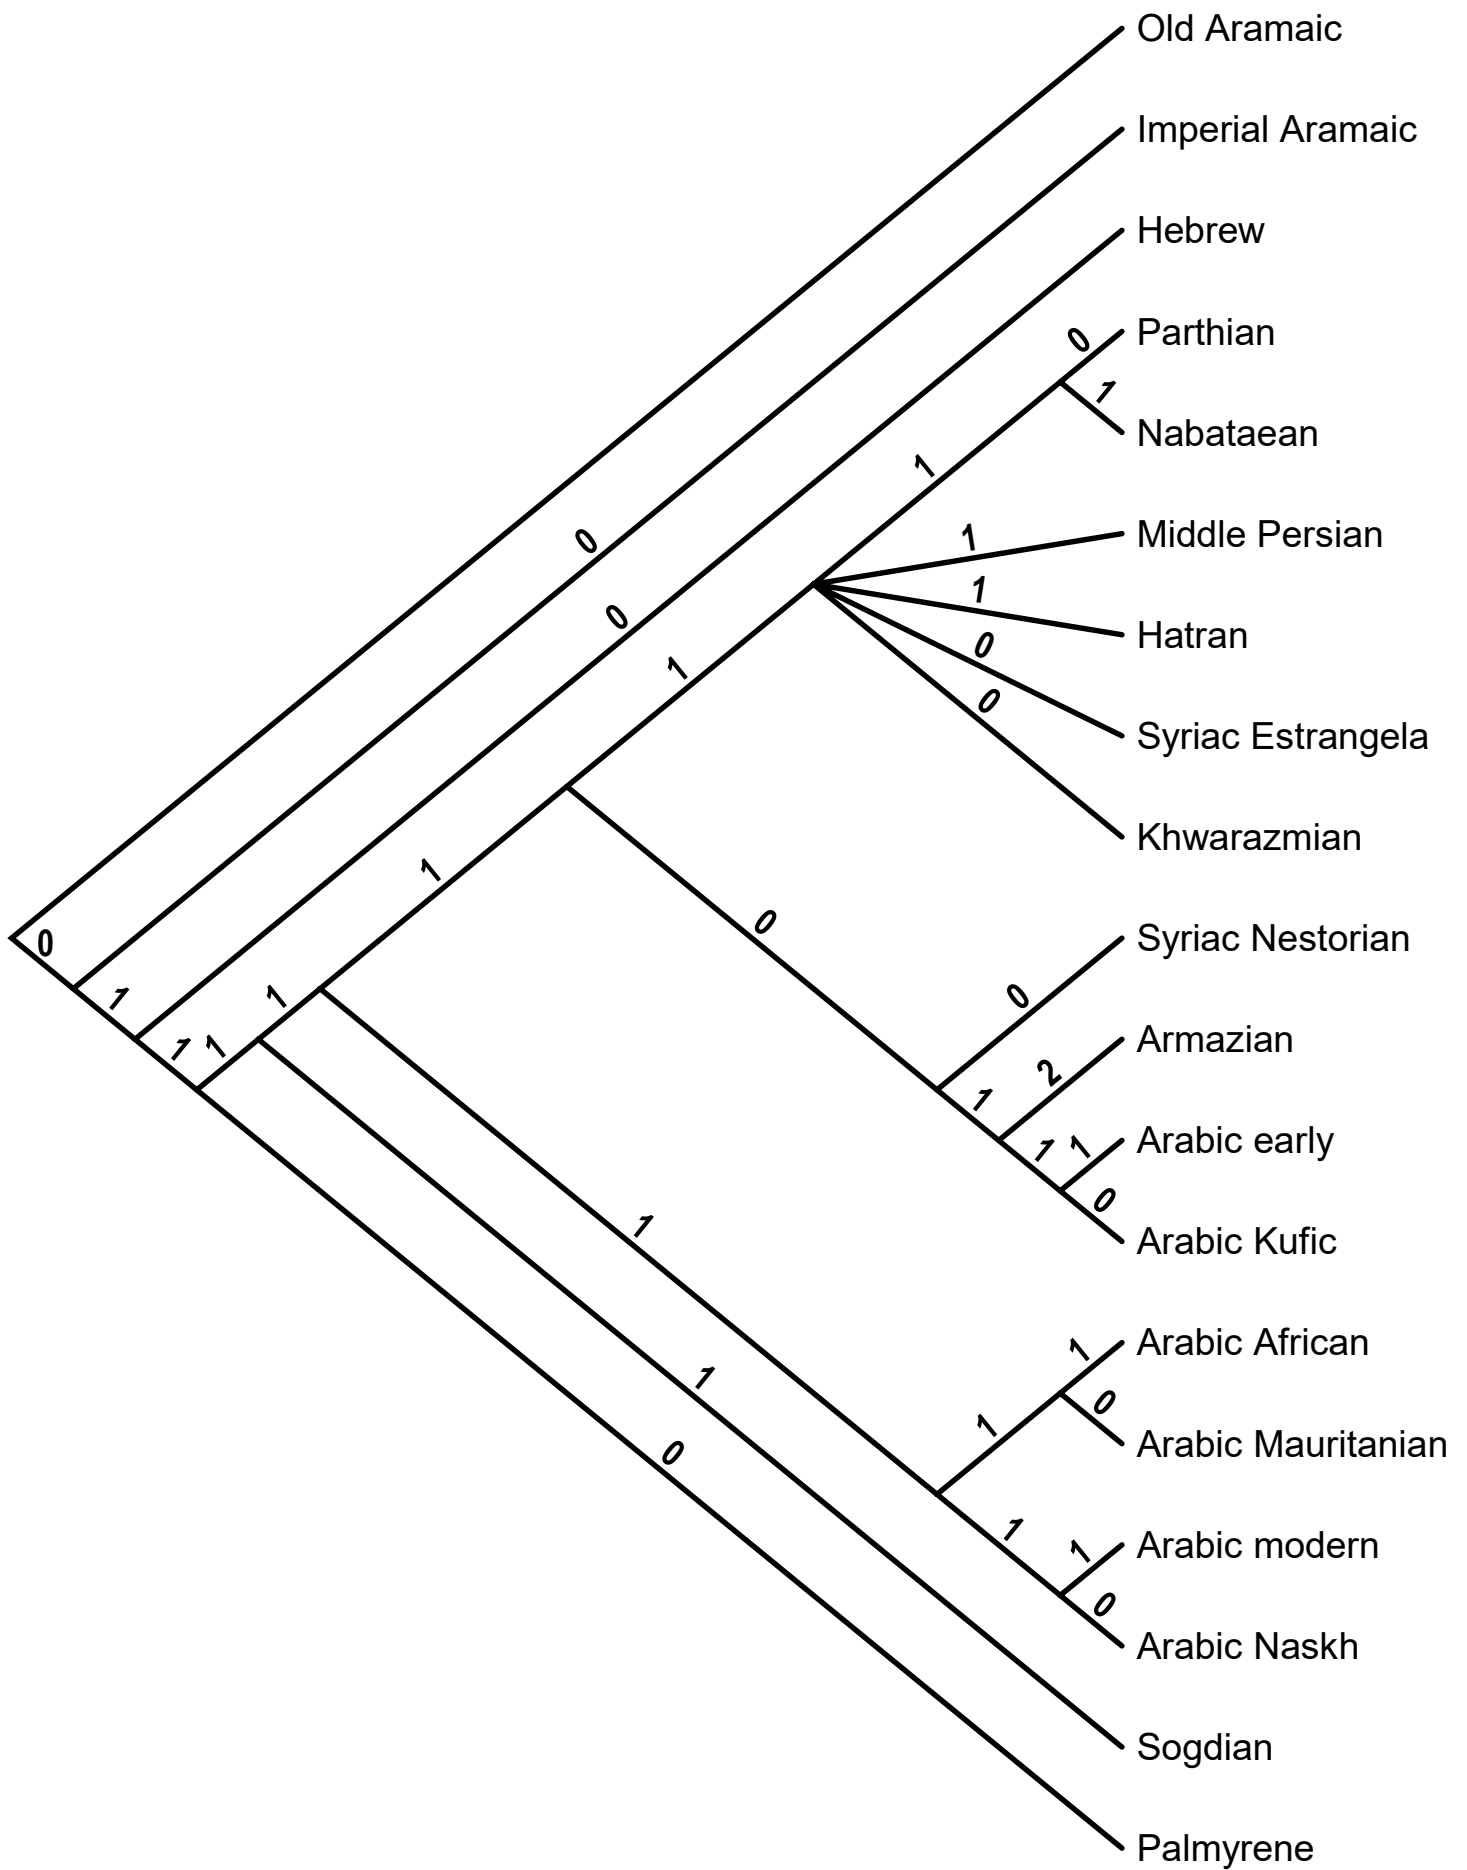 Old Aramaic
Imperial Aramaic
Hebrew
0
Parthian
1
Nabataean
1
1
Middle Persian
0
1
Hatran
0
0
Syriac Estrangela
1
0
Khwarazmian
1
0
Syriac Nestorian
0
0
1
1
Armazian
2
1
1
1
1
1
Arabic early
0
Arabic Kufic
1
1
Arabic African
1
0
1
Arabic Mauritanian
0
1
1
Arabic modern
0
Arabic Naskh
Sogdian
Palmyrene